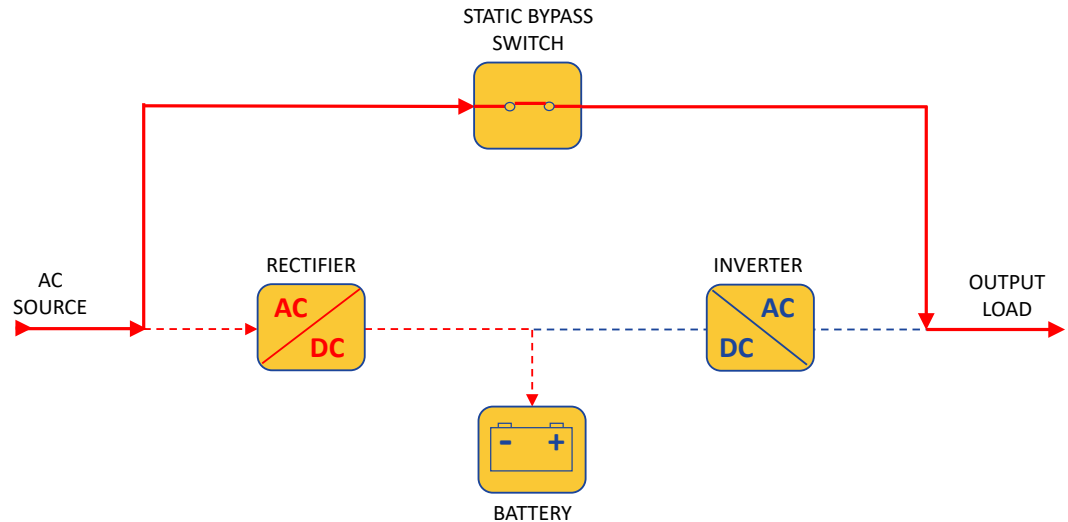 STATIC BYPASS
SWITCH
AC
SOURCE
RECTIFIER
AC
DC
INVERTER
AC
DC
OUTPUT
LOAD
- +
BATTERY